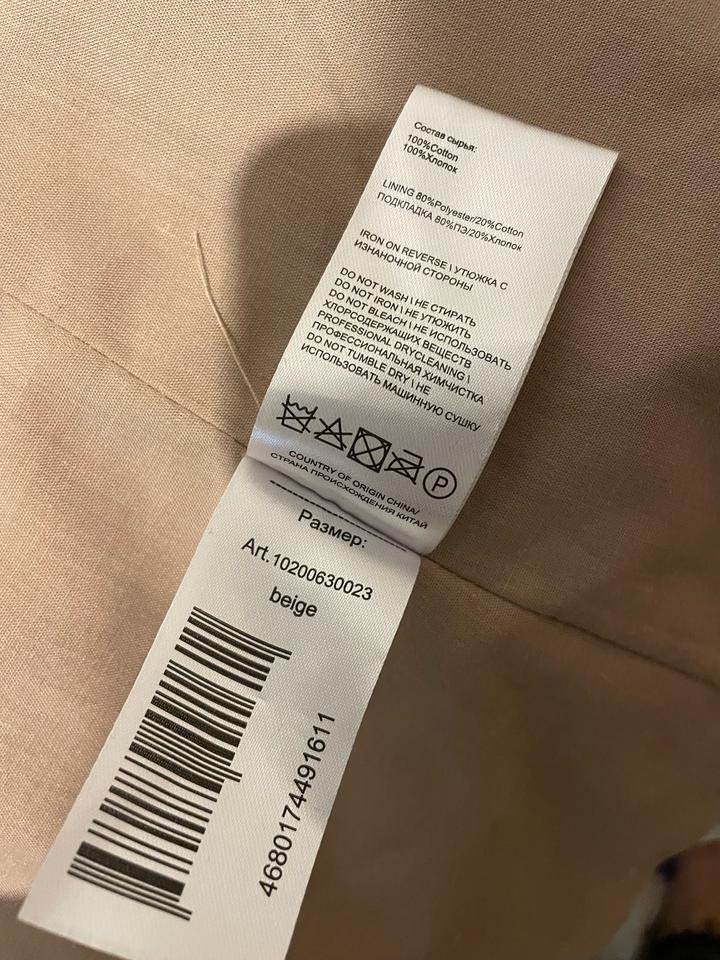 Состав сырья:
100%Cotton
100%Хлопок
LINING 80%Polyester/20%Cotton
ПОДКЛАДКА 80%ПЭ/20%Хлопок
IRON ON REVERSE \ УТЮЖКА С
ИЗНАНОЧНОЙ СТОРОНЫ
DO NOT WASH \ НЕ СТИРАТЬ
DO NOT IRON \ НЕ УТЮЖИТЬ
DO NOT BLEACH \ НЕ ИСПОЛЬЗОВАТЬ
ХЛОРСОДЕРЖАЩИХ ВЕЩЕСТВ
PROFESSIONAL DRYCLEANING \
ПРОФЕССИОНАЛЬНАЯ ХИМЧИСТКА
DO NOT TUMBLE DRY \ НЕ
ИСПОЛЬЗОВАТЬ МАШИННУЮ СУШКУ
P
COUNTRY OF ORIGIN CHINA/
СТРАНА ПРОИСХОЖДЕНИЯ КИТАЙ
Размер:
Art.10200630023
beige
4680174491611